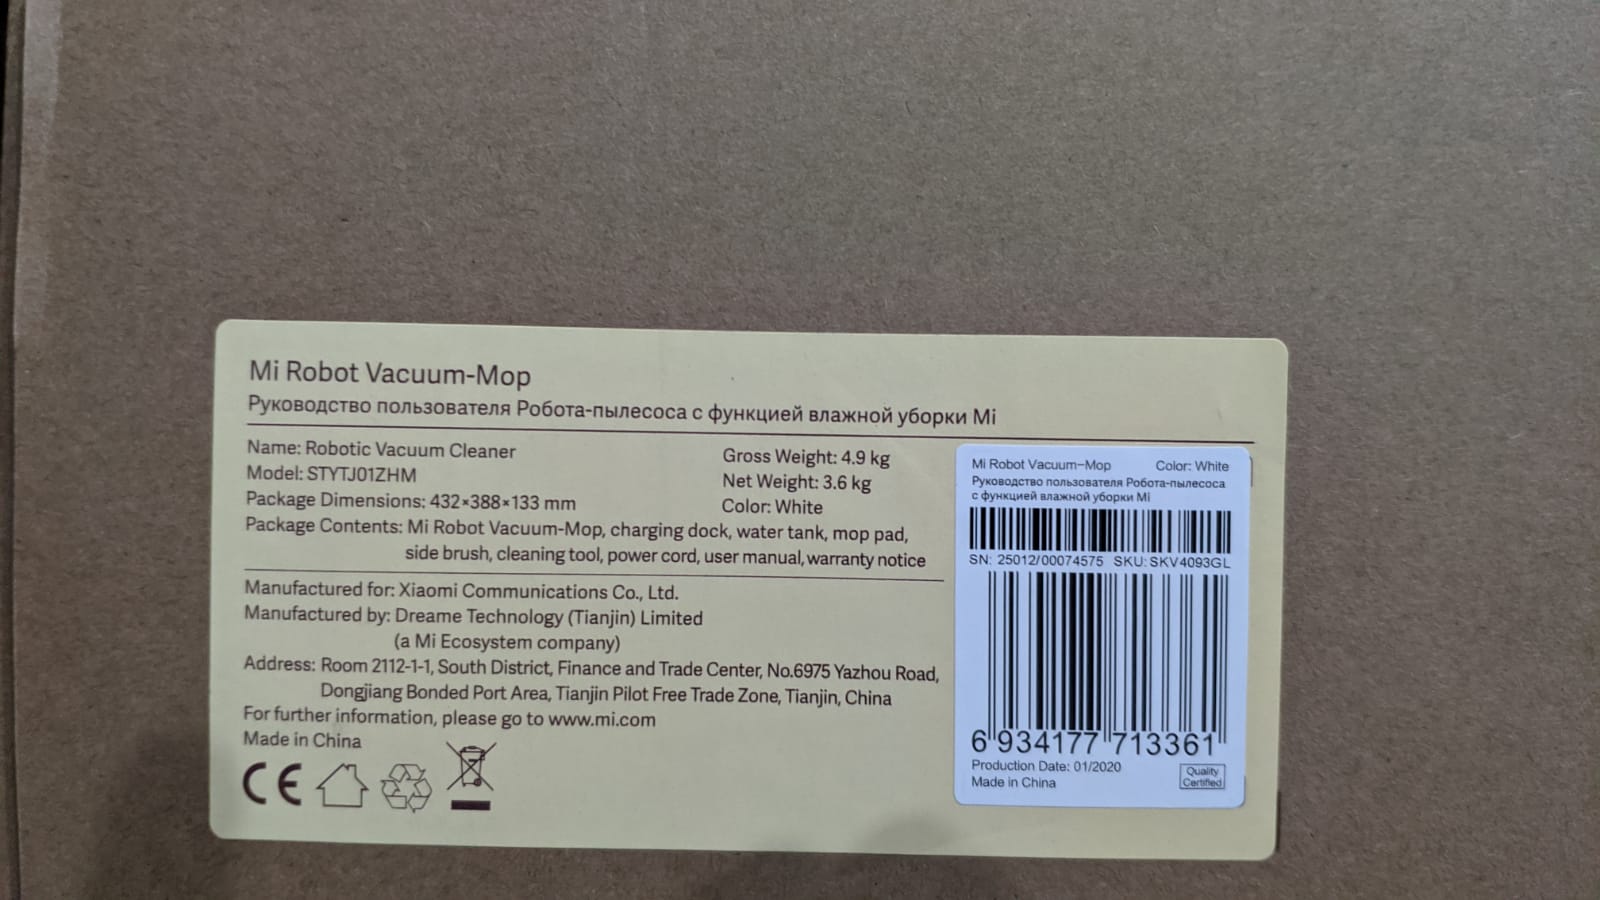 Mi Robot Vacuum-Mop
Руководство пользователя Робота-пылесоса с функцией влажной уборки Mi
Name: Robotic Vacuum Cleaner
Model: STYTJ01ZHM
Package Dimensions: 432×388×133 mm
Gross Weight: 4.9 kg
Net Weight: 3.6 kg
Color: White
Package Contents: Mi Robot Vacuum-Mop, charging dock, water tank, mop pad,
side brush, cleaning tool, power cord, user manual, warranty notice
Manufactured for: Xiaomi Communications Co., Ltd.
Manufactured by: Dreame Technology (Tianjin) Limited
(a Mi Ecosystem company)
Address: Room 2112-1-1, South District, Finance and Trade Center, No.6975 Yazhou Road,
Dongjiang Bonded Port Area, Tianjin Pilot Free Trade Zone, Tianjin, China
For further information, please go to www.mi.com
Made in China
CE
Mi Robot Vacuum-Mop Color: White
Руководство пользователя Робота-пылесоса
с функцией влажной уборки Mi
SN: 25012/00074575 SKU: SKV4093GL
6 934177 713361
Production Date: 01/2020
Made in China
Quality
Certified